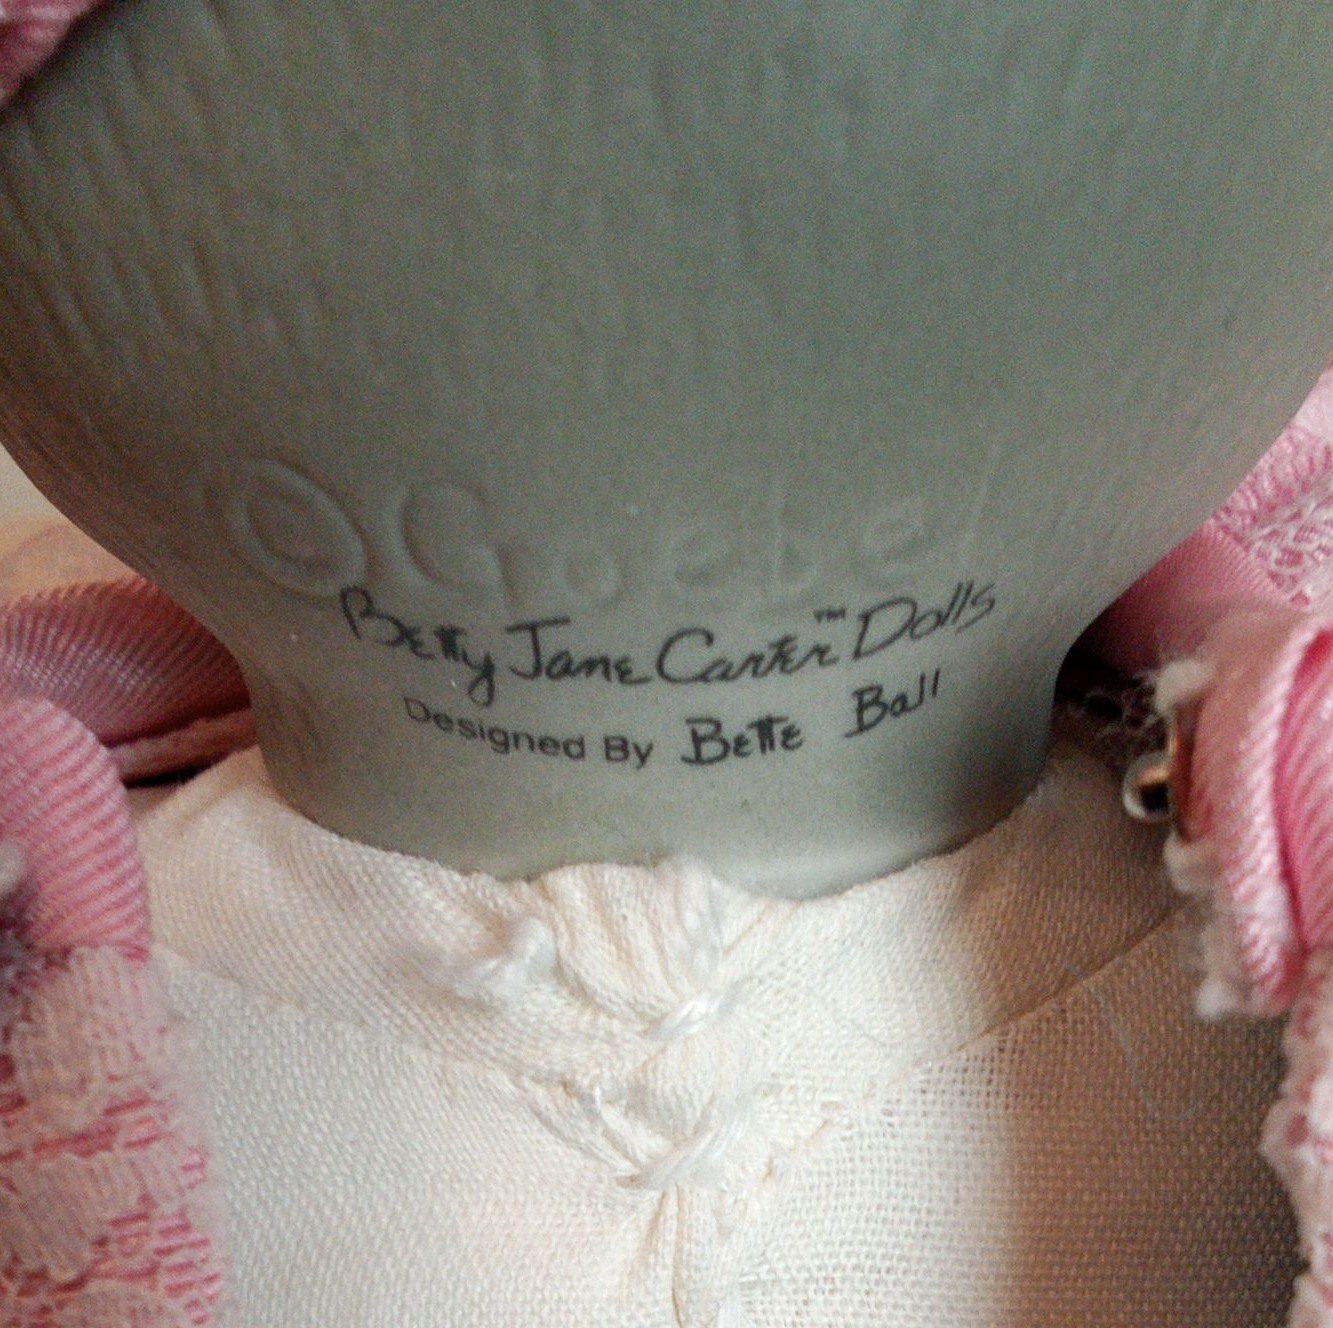 ©Goebel
Betty Jane Carter™ Dolls
Designed By Bette Ball